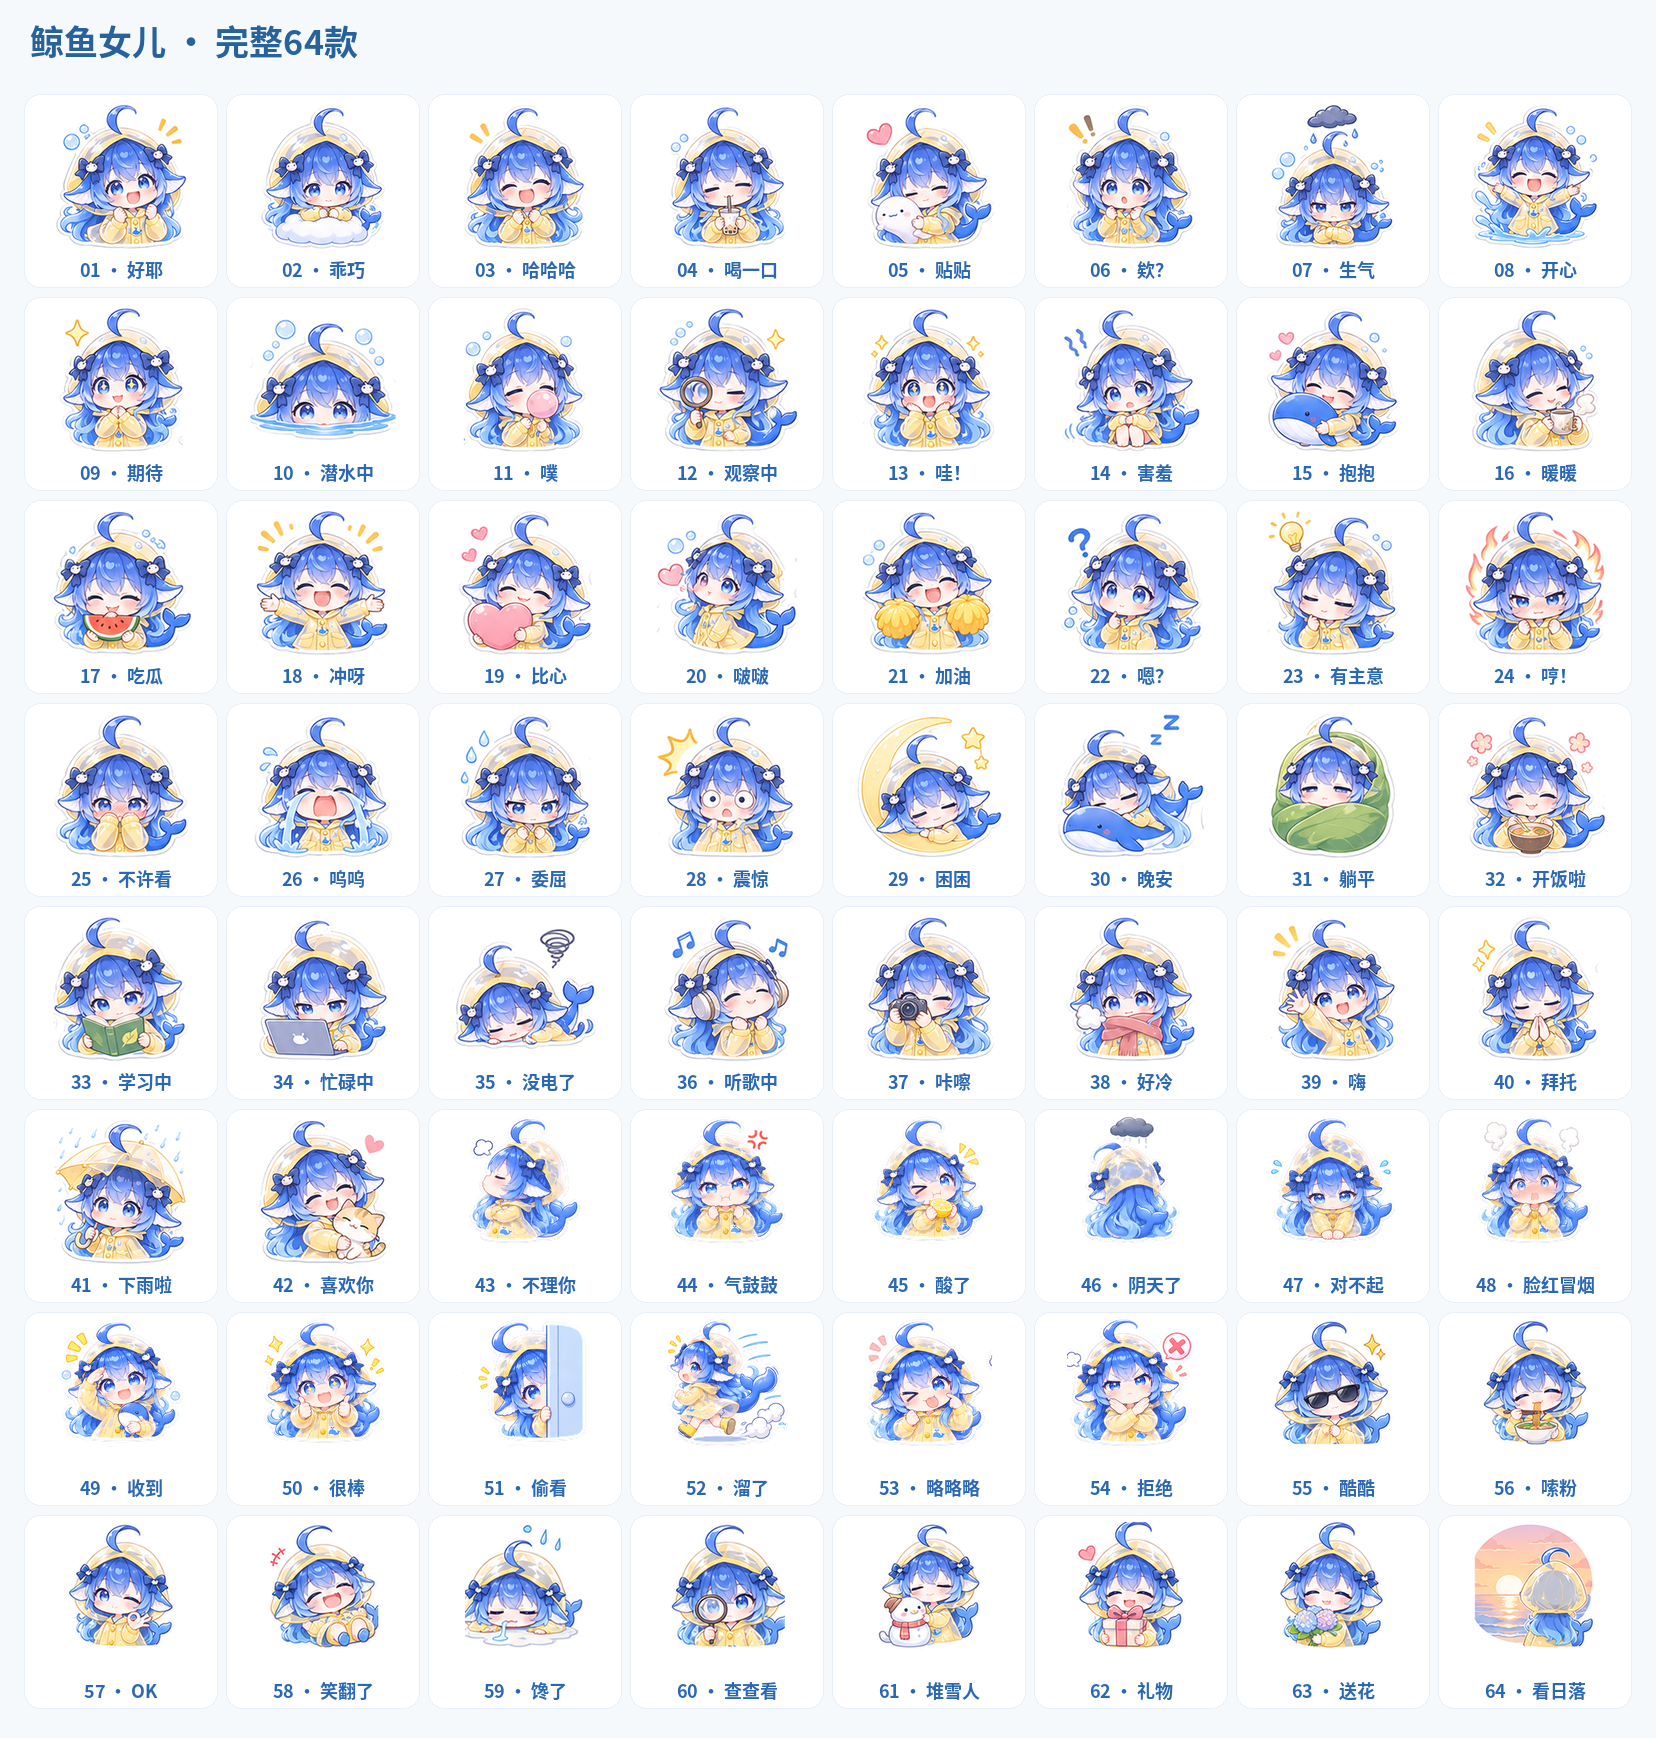 鲸鱼女儿 · 完整64款
01 · 好耶
02 · 乖巧
03 · 哈哈哈
04 · 喝一口
05 · 贴贴
06 · 欸？
07 · 生气
08 · 开心
09 · 期待
10 · 潜水中
11 · 噗
12 · 观察中
13 · 哇！
14 · 害羞
15 · 抱抱
16 · 暖暖
17 · 吃瓜
18 · 冲呀
19 · 比心
20 · 啵啵
21 · 加油
22 · 嗯？
23 · 有主意
24 · 哼！
25 · 不许看
26 · 呜呜
27 · 委屈
28 · 震惊
29 · 困困
30 · 晚安
31 · 躺平
32 · 开饭啦
33 · 学习中
34 · 忙碌中
35 · 没电了
36 · 听歌中
37 · 咔嚓
38 · 好冷
39 · 嗨
40 · 拜托
41 · 下雨啦
42 · 喜欢你
43 · 不理你
44 · 气鼓鼓
45 · 酸了
46 · 阴天了
47 · 对不起
48 · 脸红冒烟
49 · 收到
50 · 很棒
51 · 偷看
52 · 溜了
53 · 略略略
54 · 拒绝
55 · 酷酷
56 · 嗦粉
57 · OK
58 · 笑翻了
59 · 馋了
60 · 查查看
61 · 堆雪人
62 · 礼物
63 · 送花
64 · 看日落